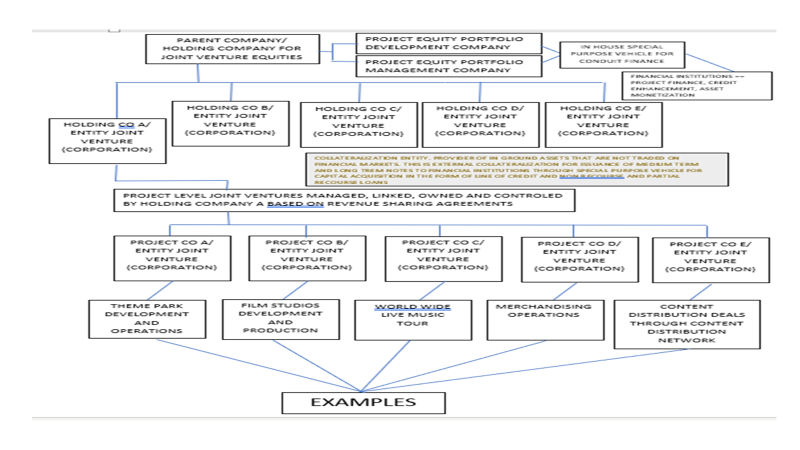 PARENT COMPANY/
HOLDING COMPANY FOR
JOINT VENTURE EQUITIES
PROJECT EQUITY PORTFOLIO
DEVELOPMENT COMPANY
PROJECT EQUITY PORTFOLIO
MANAGEMENT COMPANY
IN HOUSE SPECIAL
PURPOSE VEHICLE FOR
CONDUIT FINANCE
FINANCIAL INSTITUTIONS --
PROJECT FINANCE, CREDIT
ENHANCEMENT, ASSET
MONETIZATION
HOLDING CO A/
ENTITY JOINT
VENTURE
(CORPORATION)
HOLDING CO B/
ENTITY JOINT
VENTURE
(CORPORATION)
HOLDING CO C/
ENTITY JOINT
VENTURE
(CORPORATION)
HOLDING CO D/
ENTITY JOINT
VENTURE
(CORPORATION)
HOLDING CO E/
ENTITY JOINT
VENTURE
(CORPORATION)
COLLATERALIZATION ENTITY. PROVIDER OF IN GROUND ASSETS THAT ARE NOT TRADED ON
FINANCIAL MARKETS. THIS IS EXTERNAL COLLATERALIZATION FOR ISSUANCE OF MEDIUM TERM
AND LONG TREM NOTES TO FINANCIAL INSTITUTIONS THROUGH SPECIAL PURPOSE VEHICLE FOR
CAPITAL ACQUISITION IN THE FORM OF LINE OF CREDIT AND NON RECOURSE AND PARTIAL
RECOURSE LOANS
PROJECT LEVEL JOINT VENTURES MANAGED, LINKED, OWNED AND CONTROLED
BY HOLDING COMPANY A BASED ON REVENUE SHARING AGREEMENTS
PROJECT CO A/
ENTITY JOINT
VENTURE
(CORPORATION)
PROJECT CO B/
ENTITY JOINT
VENTURE
(CORPORATION)
PROJECT CO C/
ENTITY JOINT
VENTURE
(CORPORATION)
PROJECT CO D/
ENTITY JOINT
VENTURE
(CORPORATION)
PROJECT CO E/
ENTITY JOINT
VENTURE
(CORPORATION)
THEME PARK
DEVELOPMENT
AND
OPERATIONS
FILM STUDIOS
DEVELOPMENT
AND
PRODUCTION
WORLD WIDE
LIVE MUSIC
TOUR
MERCHANDISING
OPERATIONS
CONTENT
DISTRIBUTION DEALS
THROUGH CONTENT
DISTRIBUTION
NETWORK
EXAMPLES